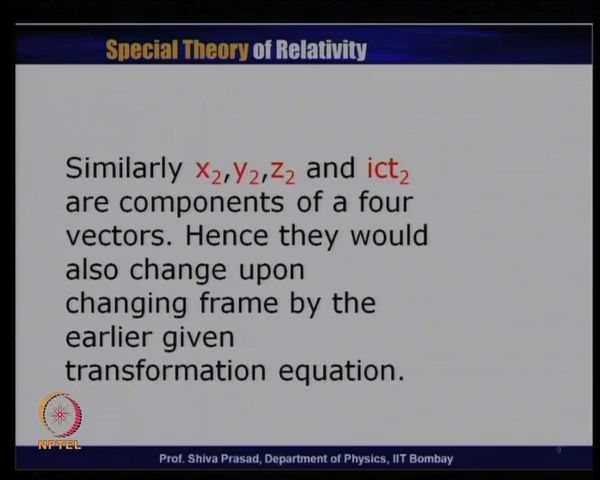 Special Theory of Relativity
Similarly x₂,y₂,z₂ and ict₂
are components of a four
vectors. Hence they would
also change upon
changing frame by the
earlier given
transformation equation.
NPTEL
Prof. Shiva Prasad, Department of Physics, IIT Bombay
9